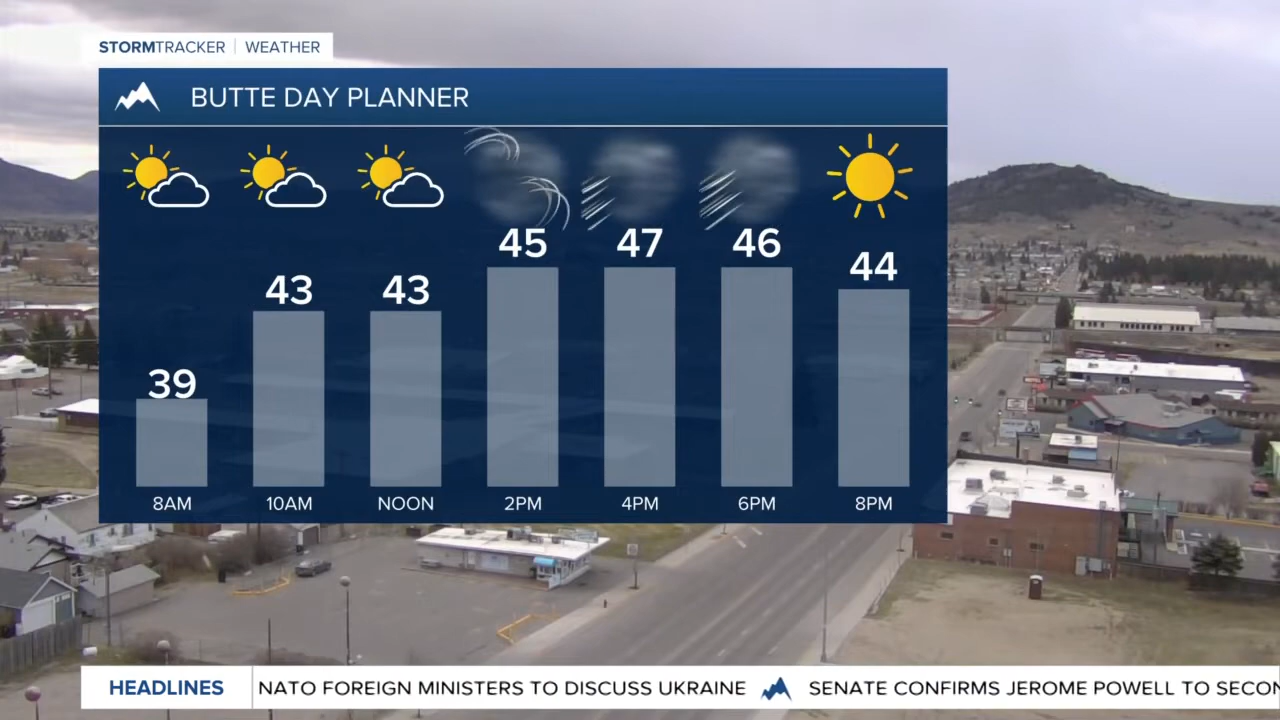 STORMTRACKER | WEATHER
BUTTE DAY PLANNER
39 43 43 45 47 46 44
8AM 10AM NOON 2PM 4PM 6PM 8PM
HEADLINES NATO FOREIGN MINISTERS TO DISCUSS UKRAINE SENATE CONFIRMS JEROME POWELL TO SECON